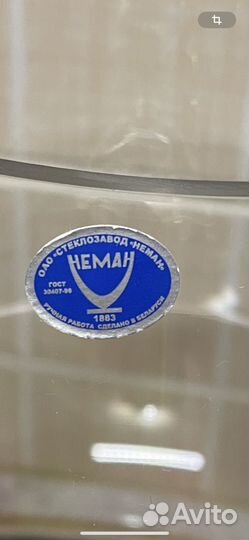 ОАО «СТЕКЛОЗАВОД «НЕМАН»
НЕМАН
ГОСТ
30407-96
1883
РУЧНАЯ РАБОТА СДЕЛАНО В БЕЛАРУСИ
Avito